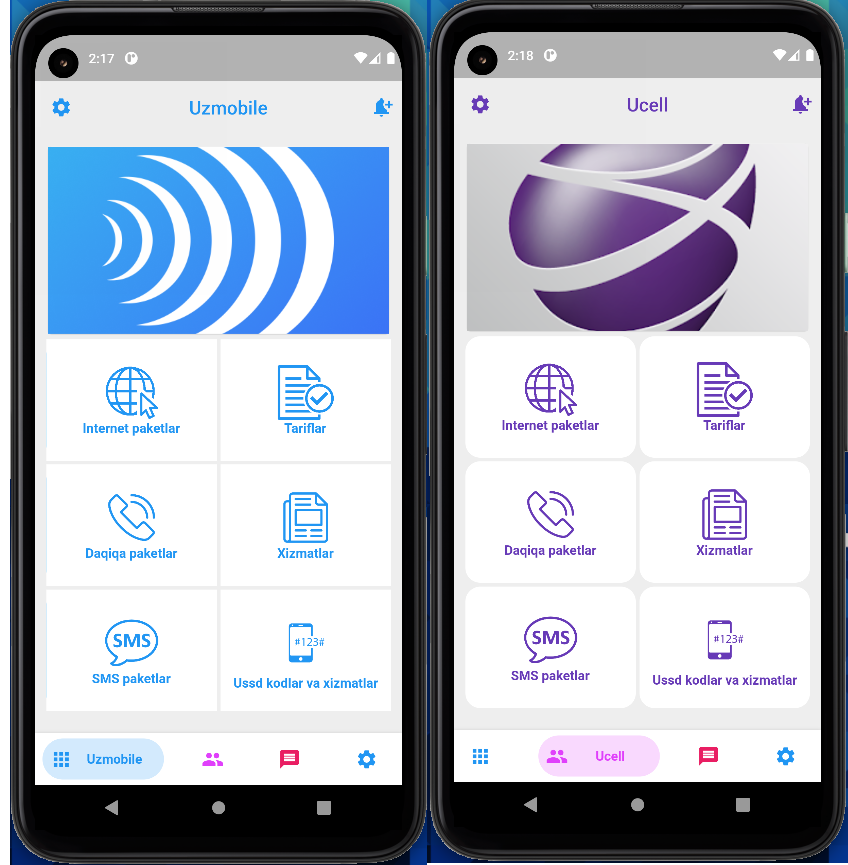 2:17
Uzmobile
Internet paketlar
Tariflar
Daqiqa paketlar
Xizmatlar
SMS
SMS paketlar
#123#
Ussd kodlar va xizmatlar
Uzmobile
2:18
Ucell
Internet paketlar
Tariflar
Daqiqa paketlar
Xizmatlar
SMS
SMS paketlar
#123#
Ussd kodlar va xizmatlar
Ucell